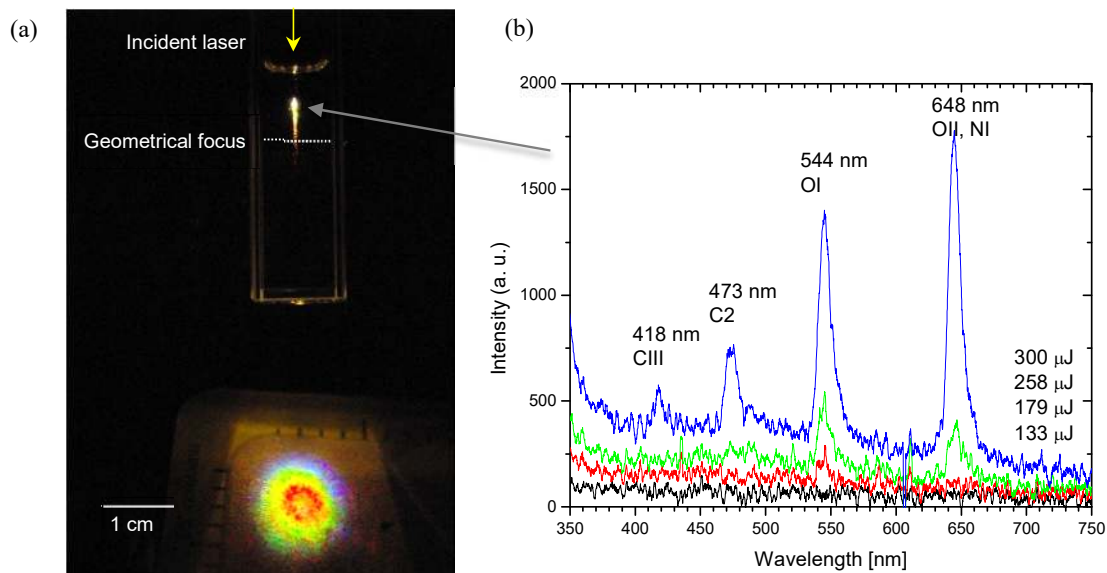 (a)
Incident laser
Geometrical focus
1 cm
(b)
2000
1500
1000
500
0
Intensity (a. u.)
418 nm
CIII
473 nm
C2
544 nm
OI
648 nm
OII, NI
300 μJ
258 μJ
179 μJ
133 μJ
350 400 450 500 550 600 650 700 750
Wavelength [nm]